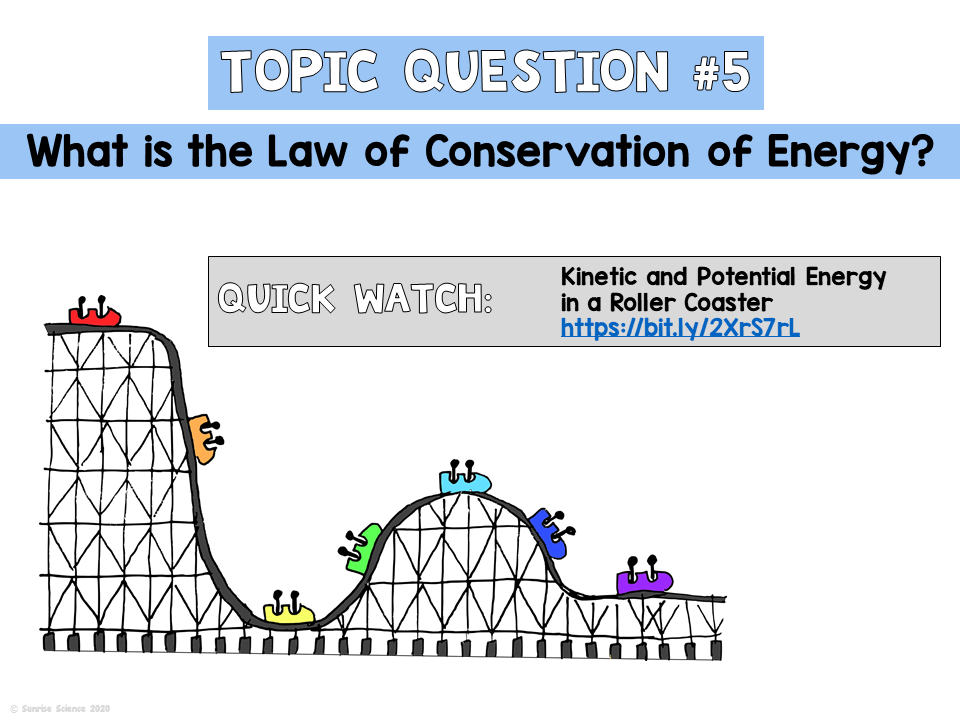 TOPIC QUESTION #5
What is the Law of Conservation of Energy?
QUICK WATCH:
Kinetic and Potential Energy
in a Roller Coaster
https://bit.ly/2XrS7rL
© Sunrise Science 2020